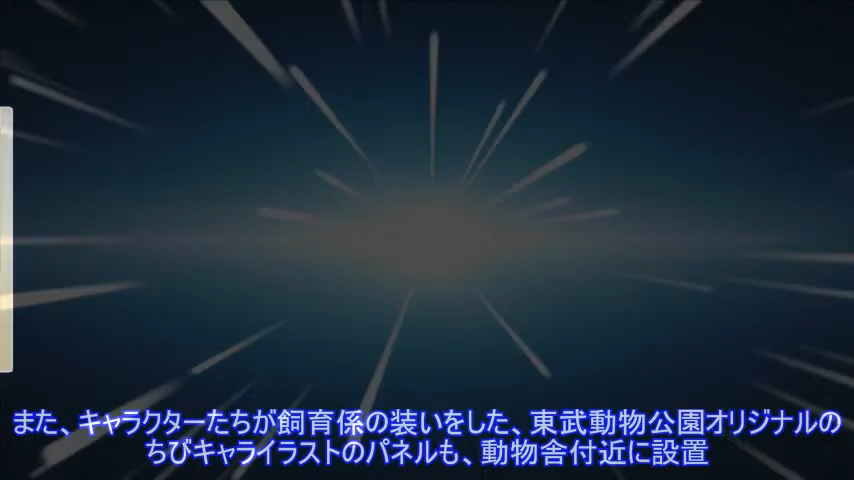 また、キャラクターたちが飼育係の装いをした、東武動物公園オリジナルの
ちびキャライラストのパネルも、動物舎付近に設置